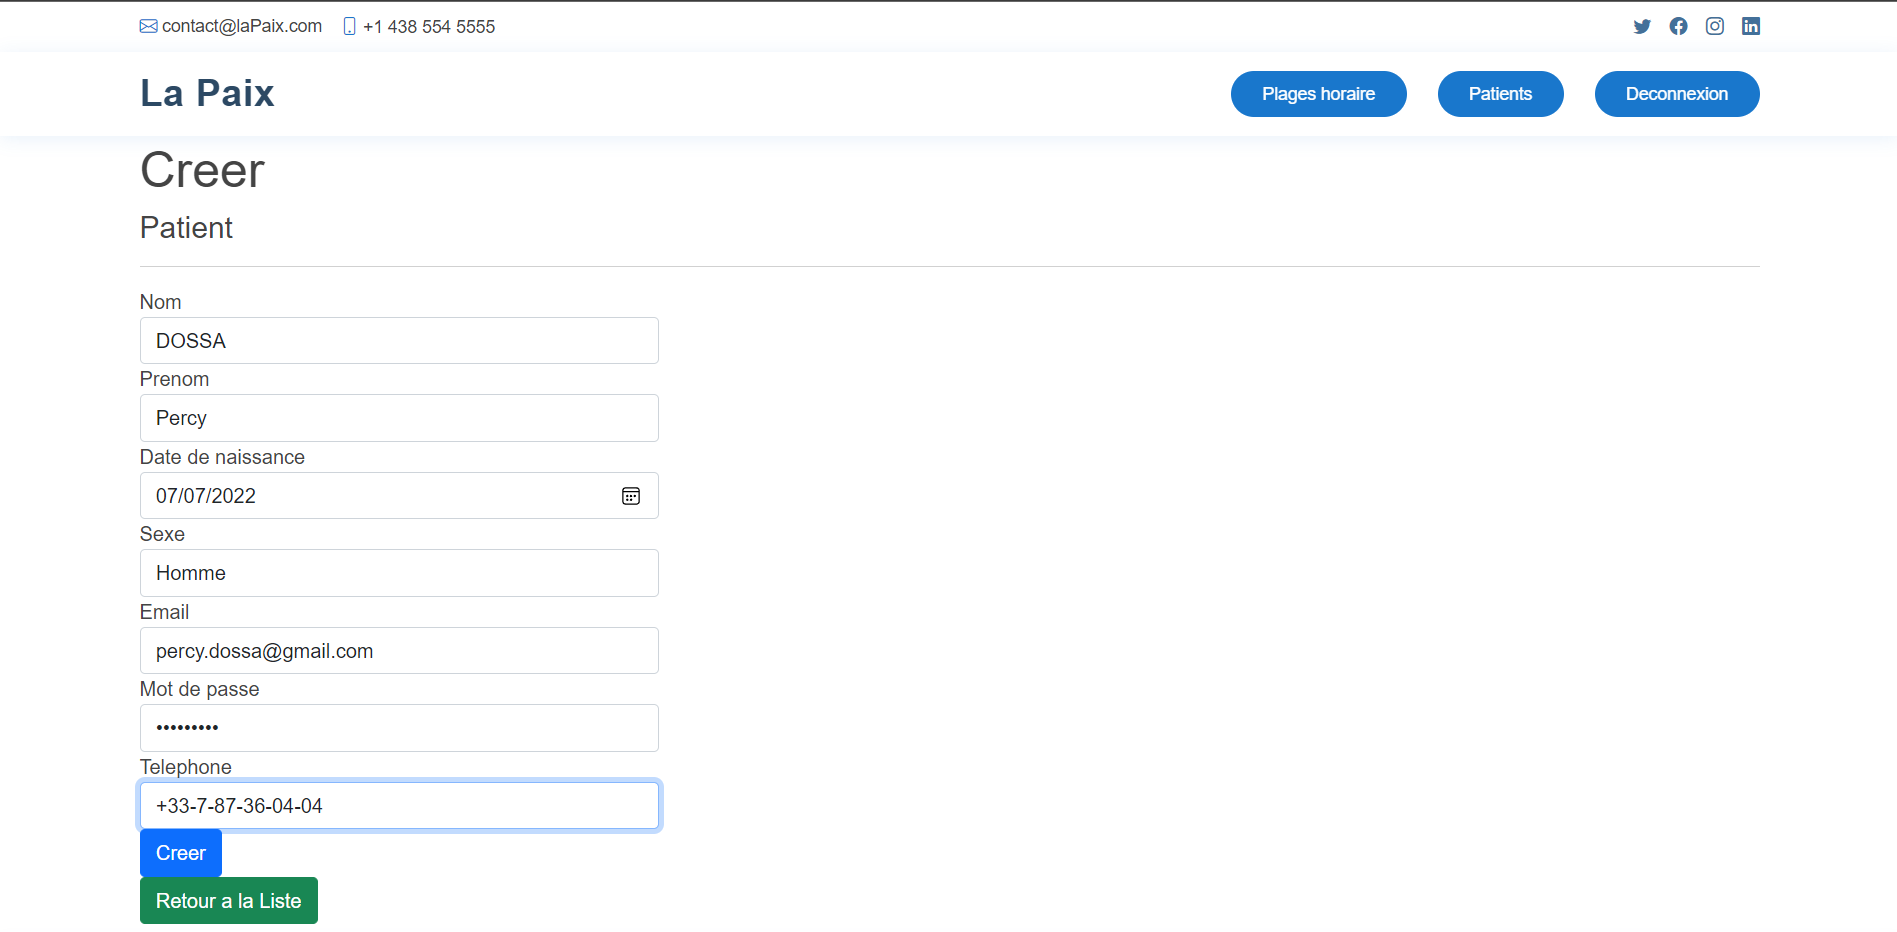 contact@laPaix.com +1 438 554 5555
La Paix Plages horaire Patients Deconnexion
Creer
Patient
Nom
DOSSA
Prenom
Percy
Date de naissance
07/07/2022
Sexe
Homme
Email
percy.dossa@gmail.com
Mot de passe
•••••••••
Telephone
+33-7-87-36-04-04
Creer
Retour a la Liste